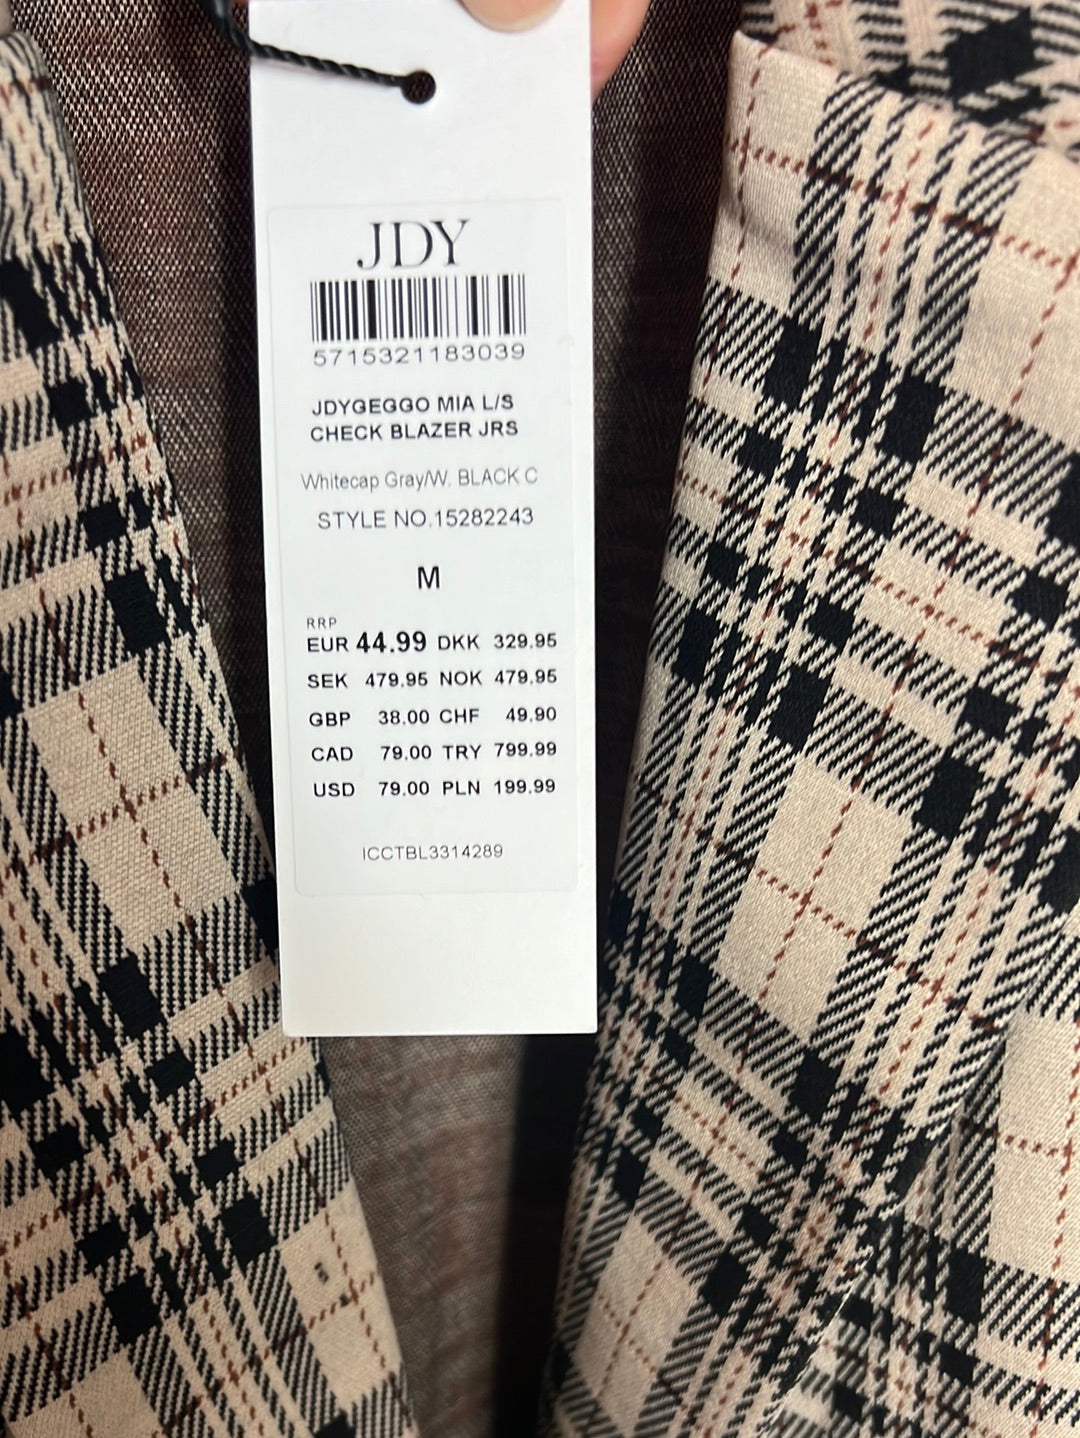 JDY
5715321183039
JDYGEGGO MIA L/S
CHECK BLAZER JRS
Whitecap Gray/W. BLACK C
STYLE NO.15282243
M
RRP
EUR 44.99 DKK 329.95
SEK 479.95 NOK 479.95
GBP 38.00 CHF 49.90
CAD 79.00 TRY 799.99
USD 79.00 PLN 199.99
ICCTBL3314289